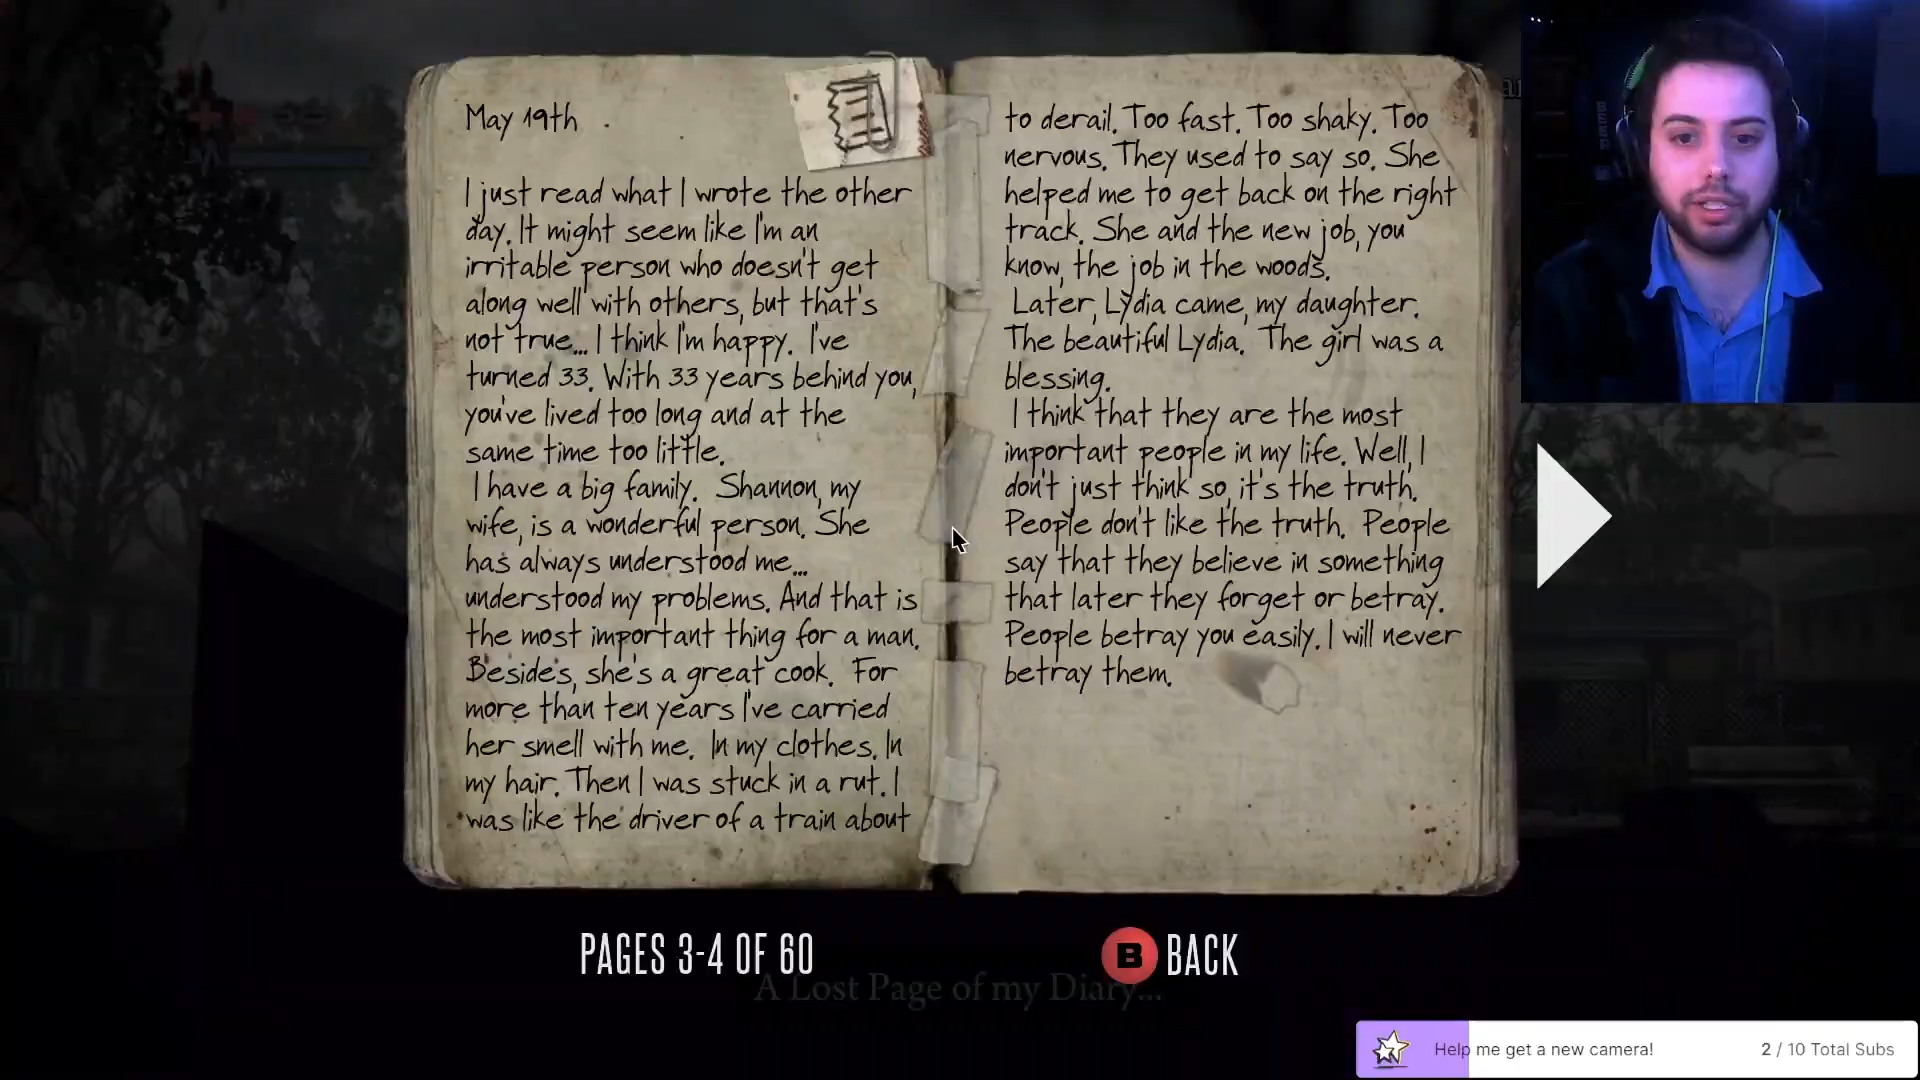 May 19th
I just read what I wrote the other
day. It might seem like I'm an
irritable person who doesn't get
along well with others, but that's
not true... I think I'm happy. I've
turned 33. With 33 years behind you,
you've lived too long and at the
same time too little.
I have a big family. Shannon, my
wife, is a wonderful person. She
has always understood me...
understood my problems. And that is
the most important thing for a man.
Besides, she's a great cook. For
more than ten years I've carried
her smell with me. In my clothes. In
my hair. Then I was stuck in a rut. I
was like the driver of a train about
to derail. Too fast. Too shaky. Too
nervous. They used to say so. She
helped me to get back on the right
track. She and the new job, you
know, the job in the woods.
Later, Lydia came, my daughter.
The beautiful Lydia. The girl was a
blessing.
I think that they are the most
important people in my life. Well, I
don't just think so, it's the truth.
People don't like the truth. People
say that they believe in something
that later they forget or betray.
People betray you easily. I will never
betray them.
PAGES 3-4 OF 60
B BACK
A Lost Page of my Diary...
Help me get a new camera!
2 / 10 Total Subs